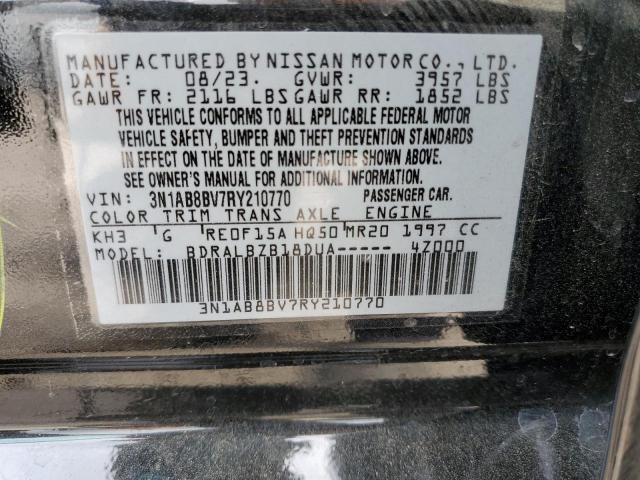 MANUFACTURED BY NISSAN MOTOR CO., LTD.
DATE: 08/23. GVWR: 3957 LBS
GAWR FR: 2116 LBS GAWR RR: 1852 LBS
THIS VEHICLE CONFORMS TO ALL APPLICABLE FEDERAL MOTOR
VEHICLE SAFETY, BUMPER AND THEFT PREVENTION STANDARDS
IN EFFECT ON THE DATE OF MANUFACTURE SHOWN ABOVE.
SEE OWNER'S MANUAL FOR ADDITIONAL INFORMATION.
VIN: 3N1AB8BV7RY210770 PASSENGER CAR.
COLOR TRIM TRANS AXLE ENGINE
KH3 G RE0F15A HQ50 MR20 1997 CC
MODEL: BDRALBZB18DUA----- 4Z000
3N1AB8BV7RY210770